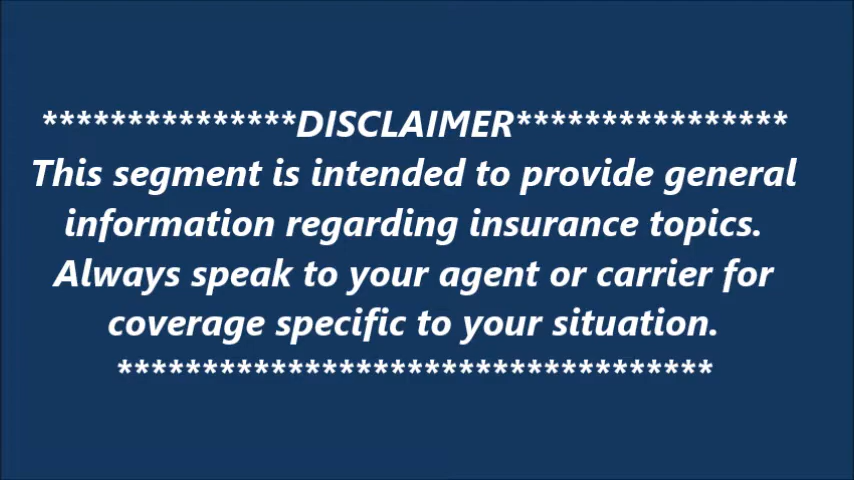 ***************DISCLAIMER****************
This segment is intended to provide general
information regarding insurance topics.
Always speak to your agent or carrier for
coverage specific to your situation.
***********************************